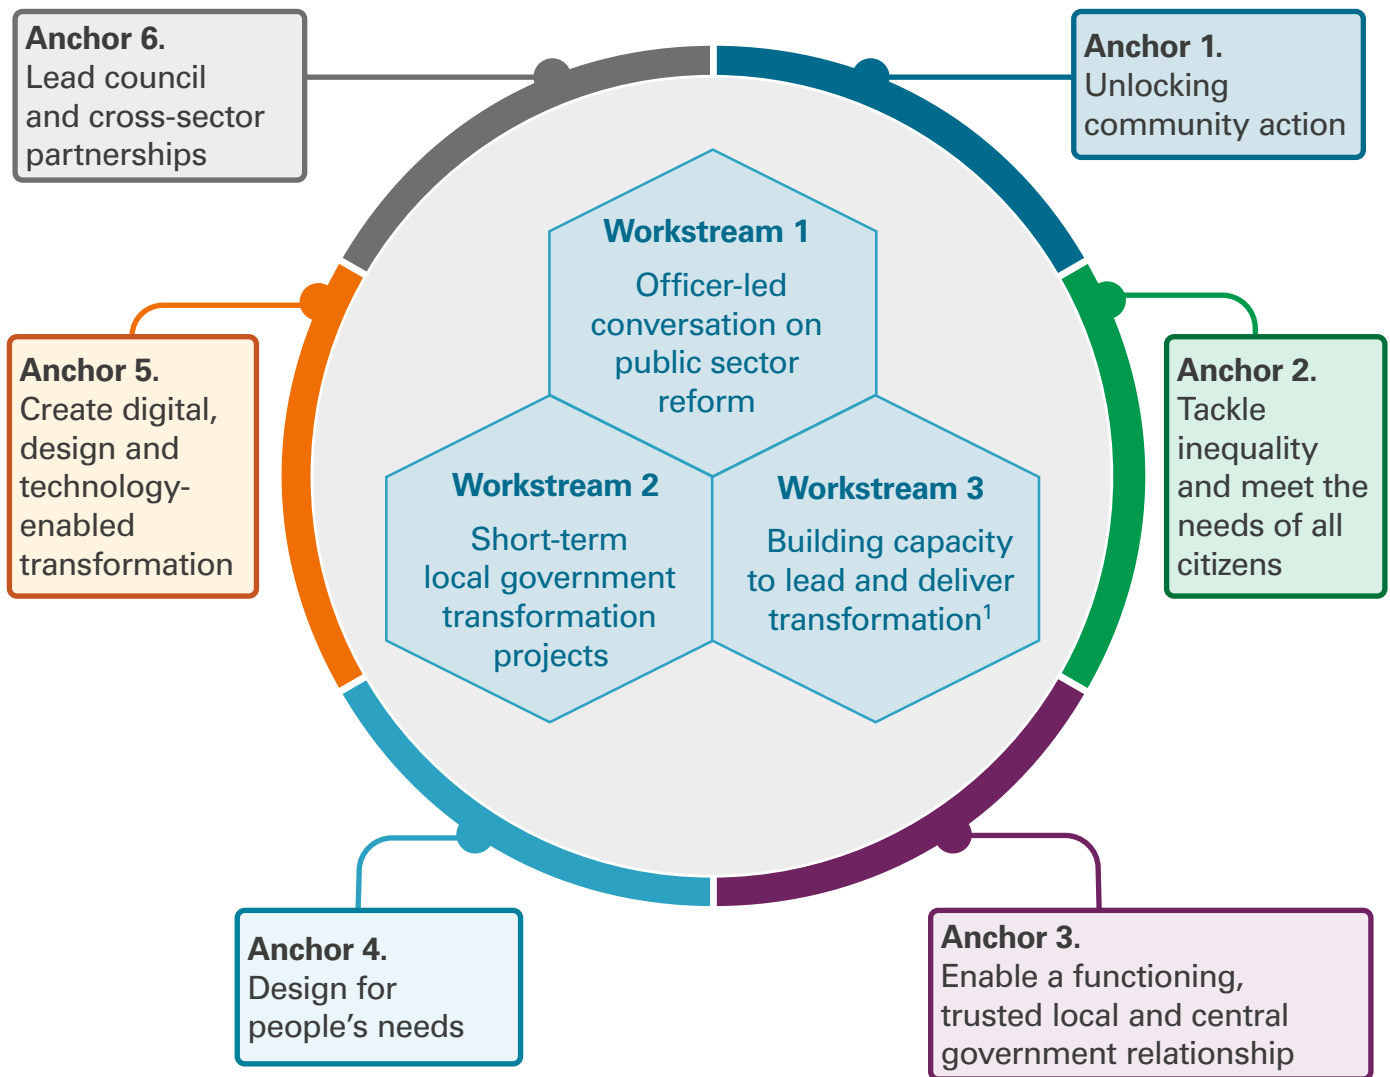 Anchor 6.
Lead council
and cross-sector
partnerships
Anchor 1.
Unlocking
community action
Workstream 1
Officer-led
conversation on
public sector
reform
Anchor 5.
Create digital,
design and
technology-
enabled
transformation
Anchor 2.
Tackle
inequality
and meet the
needs of all
citizens
Workstream 2
Short-term
local government
transformation
projects
Workstream 3
Building capacity
to lead and deliver
transformation¹
Anchor 4.
Design for
people’s needs
Anchor 3.
Enable a functioning,
trusted local and central
government relationship